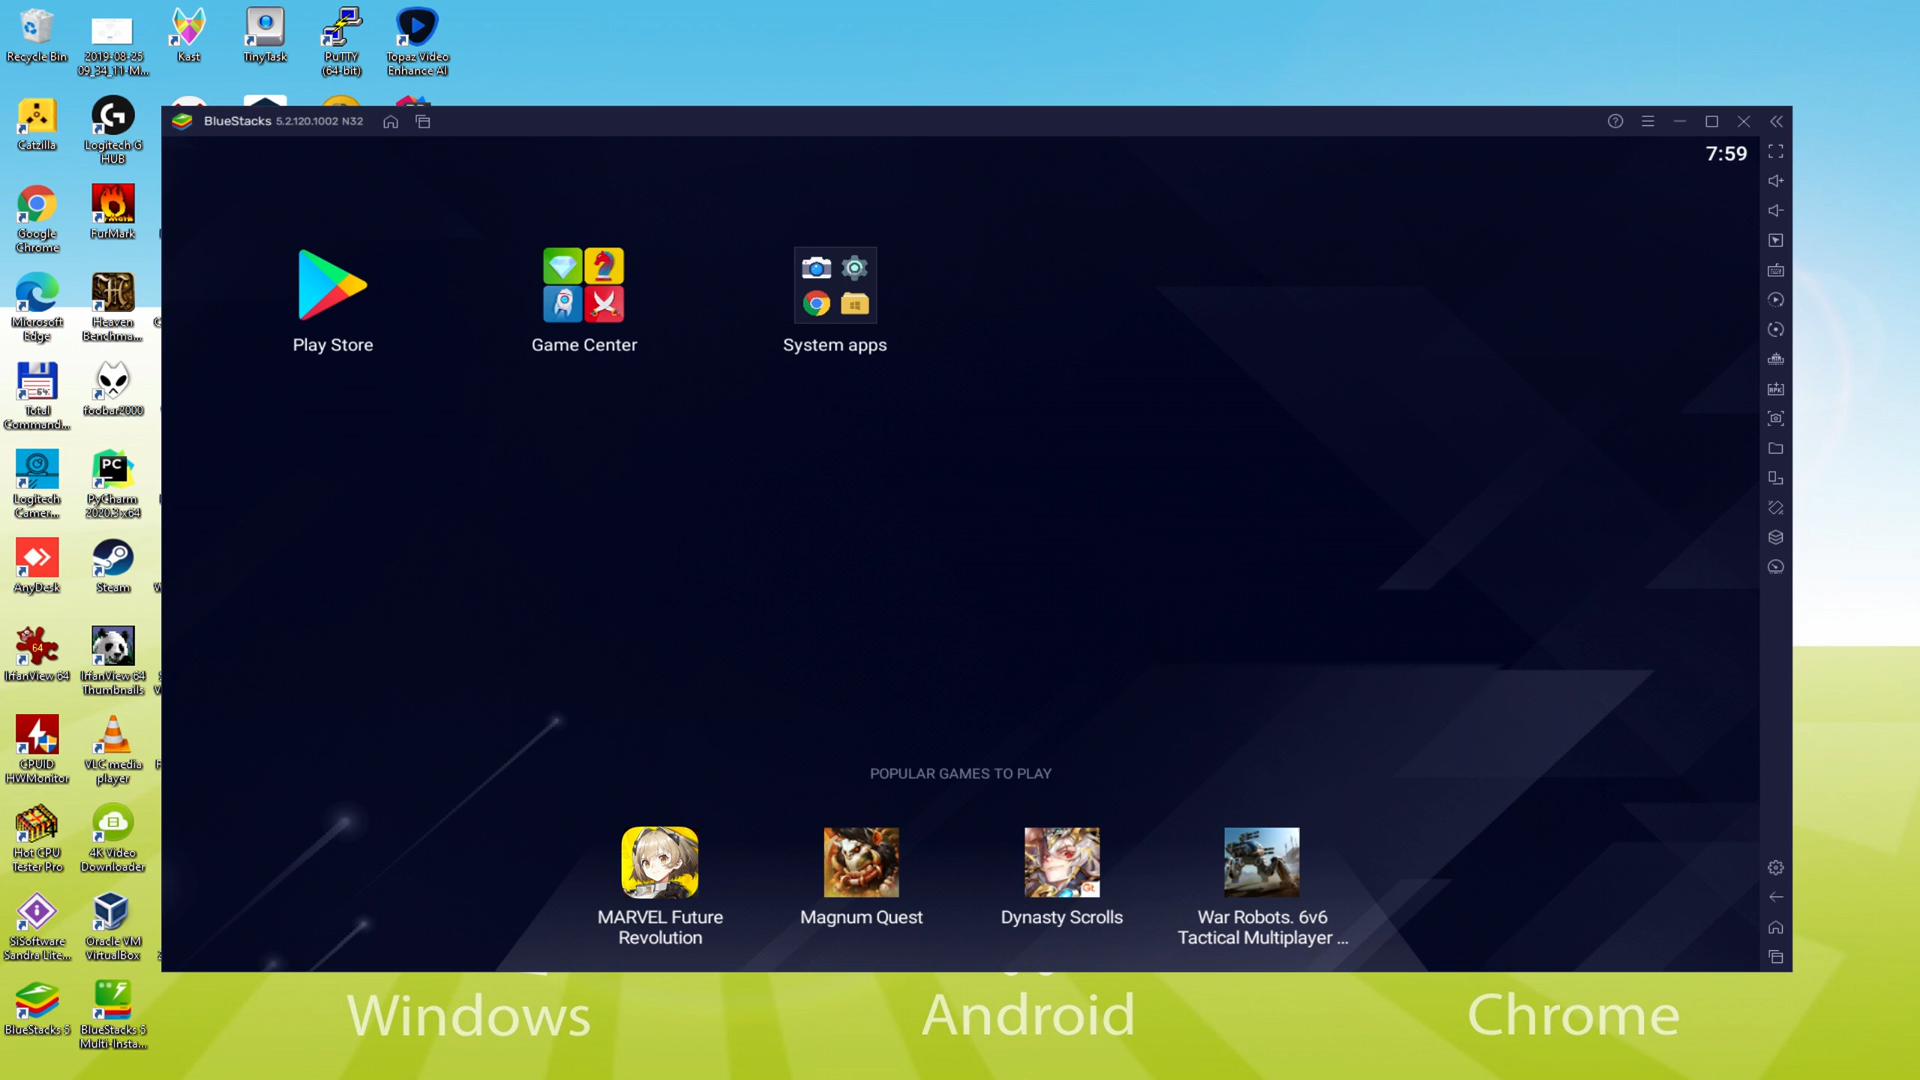 Recycle Bin
2019-08-25
09_34_11-M...
Kast
TinyTask
PuTTY
(64-bit)
Topaz Video
Enhance AI
Catzilla
Logitech G
HUB
BlueStacks 5.2.120.1002 N32
7:59
Google
Chrome
FurMark
Microsoft
Edge
Heaven
Benchma...
Play Store
Game Center
System apps
64
Total
Command...
foobar2000
Logitech
Camer...
PC
PyCharm
2020.3 x64
APK
AnyDesk
Steam
64
IrfanView 64
IrfanView 64
Thumbnails
CPUID
HWMonitor
VLC media
player
POPULAR GAMES TO PLAY
Hot CPU
Tester Pro
4K Video
Downloader
MARVEL Future
Revolution
Magnum Quest
Dynasty Scrolls
War Robots. 6v6
Tactical Multiplayer ...
SiSoftware
Sandra Lite...
Oracle VM
VirtualBox
BlueStacks 5
BlueStacks 5
Multi-Insta...
Windows
Android
Chrome